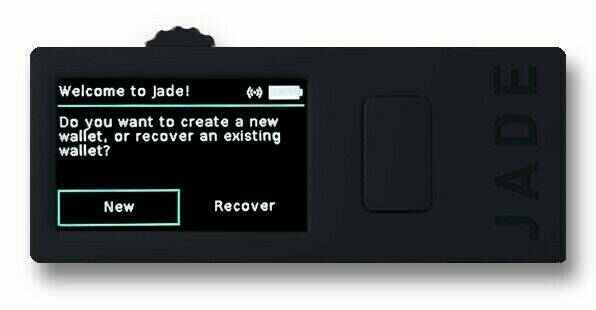 Welcome to Jade!
Do you want to create a new
wallet, or recover an existing
wallet?
New
Recover
JADE